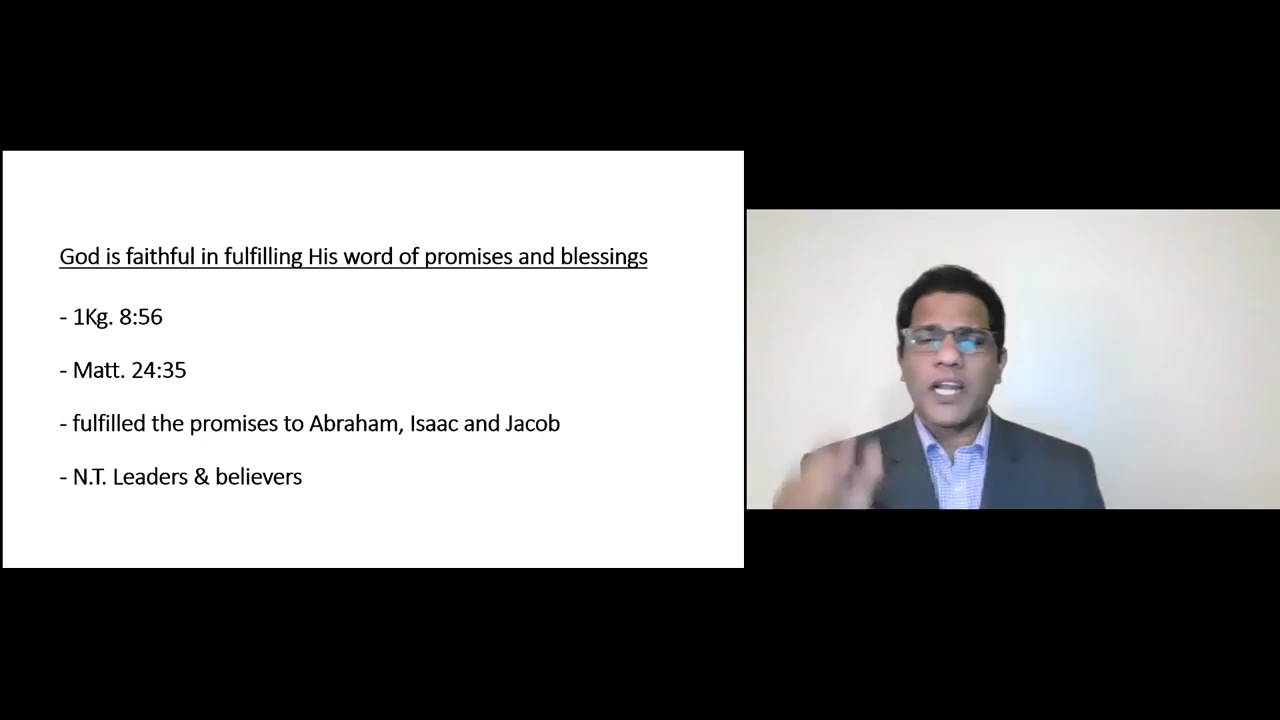 God is faithful in fulfilling His word of promises and blessings
- 1Kg. 8:56
- Matt. 24:35
- fulfilled the promises to Abraham, Isaac and Jacob
- N.T. Leaders & believers